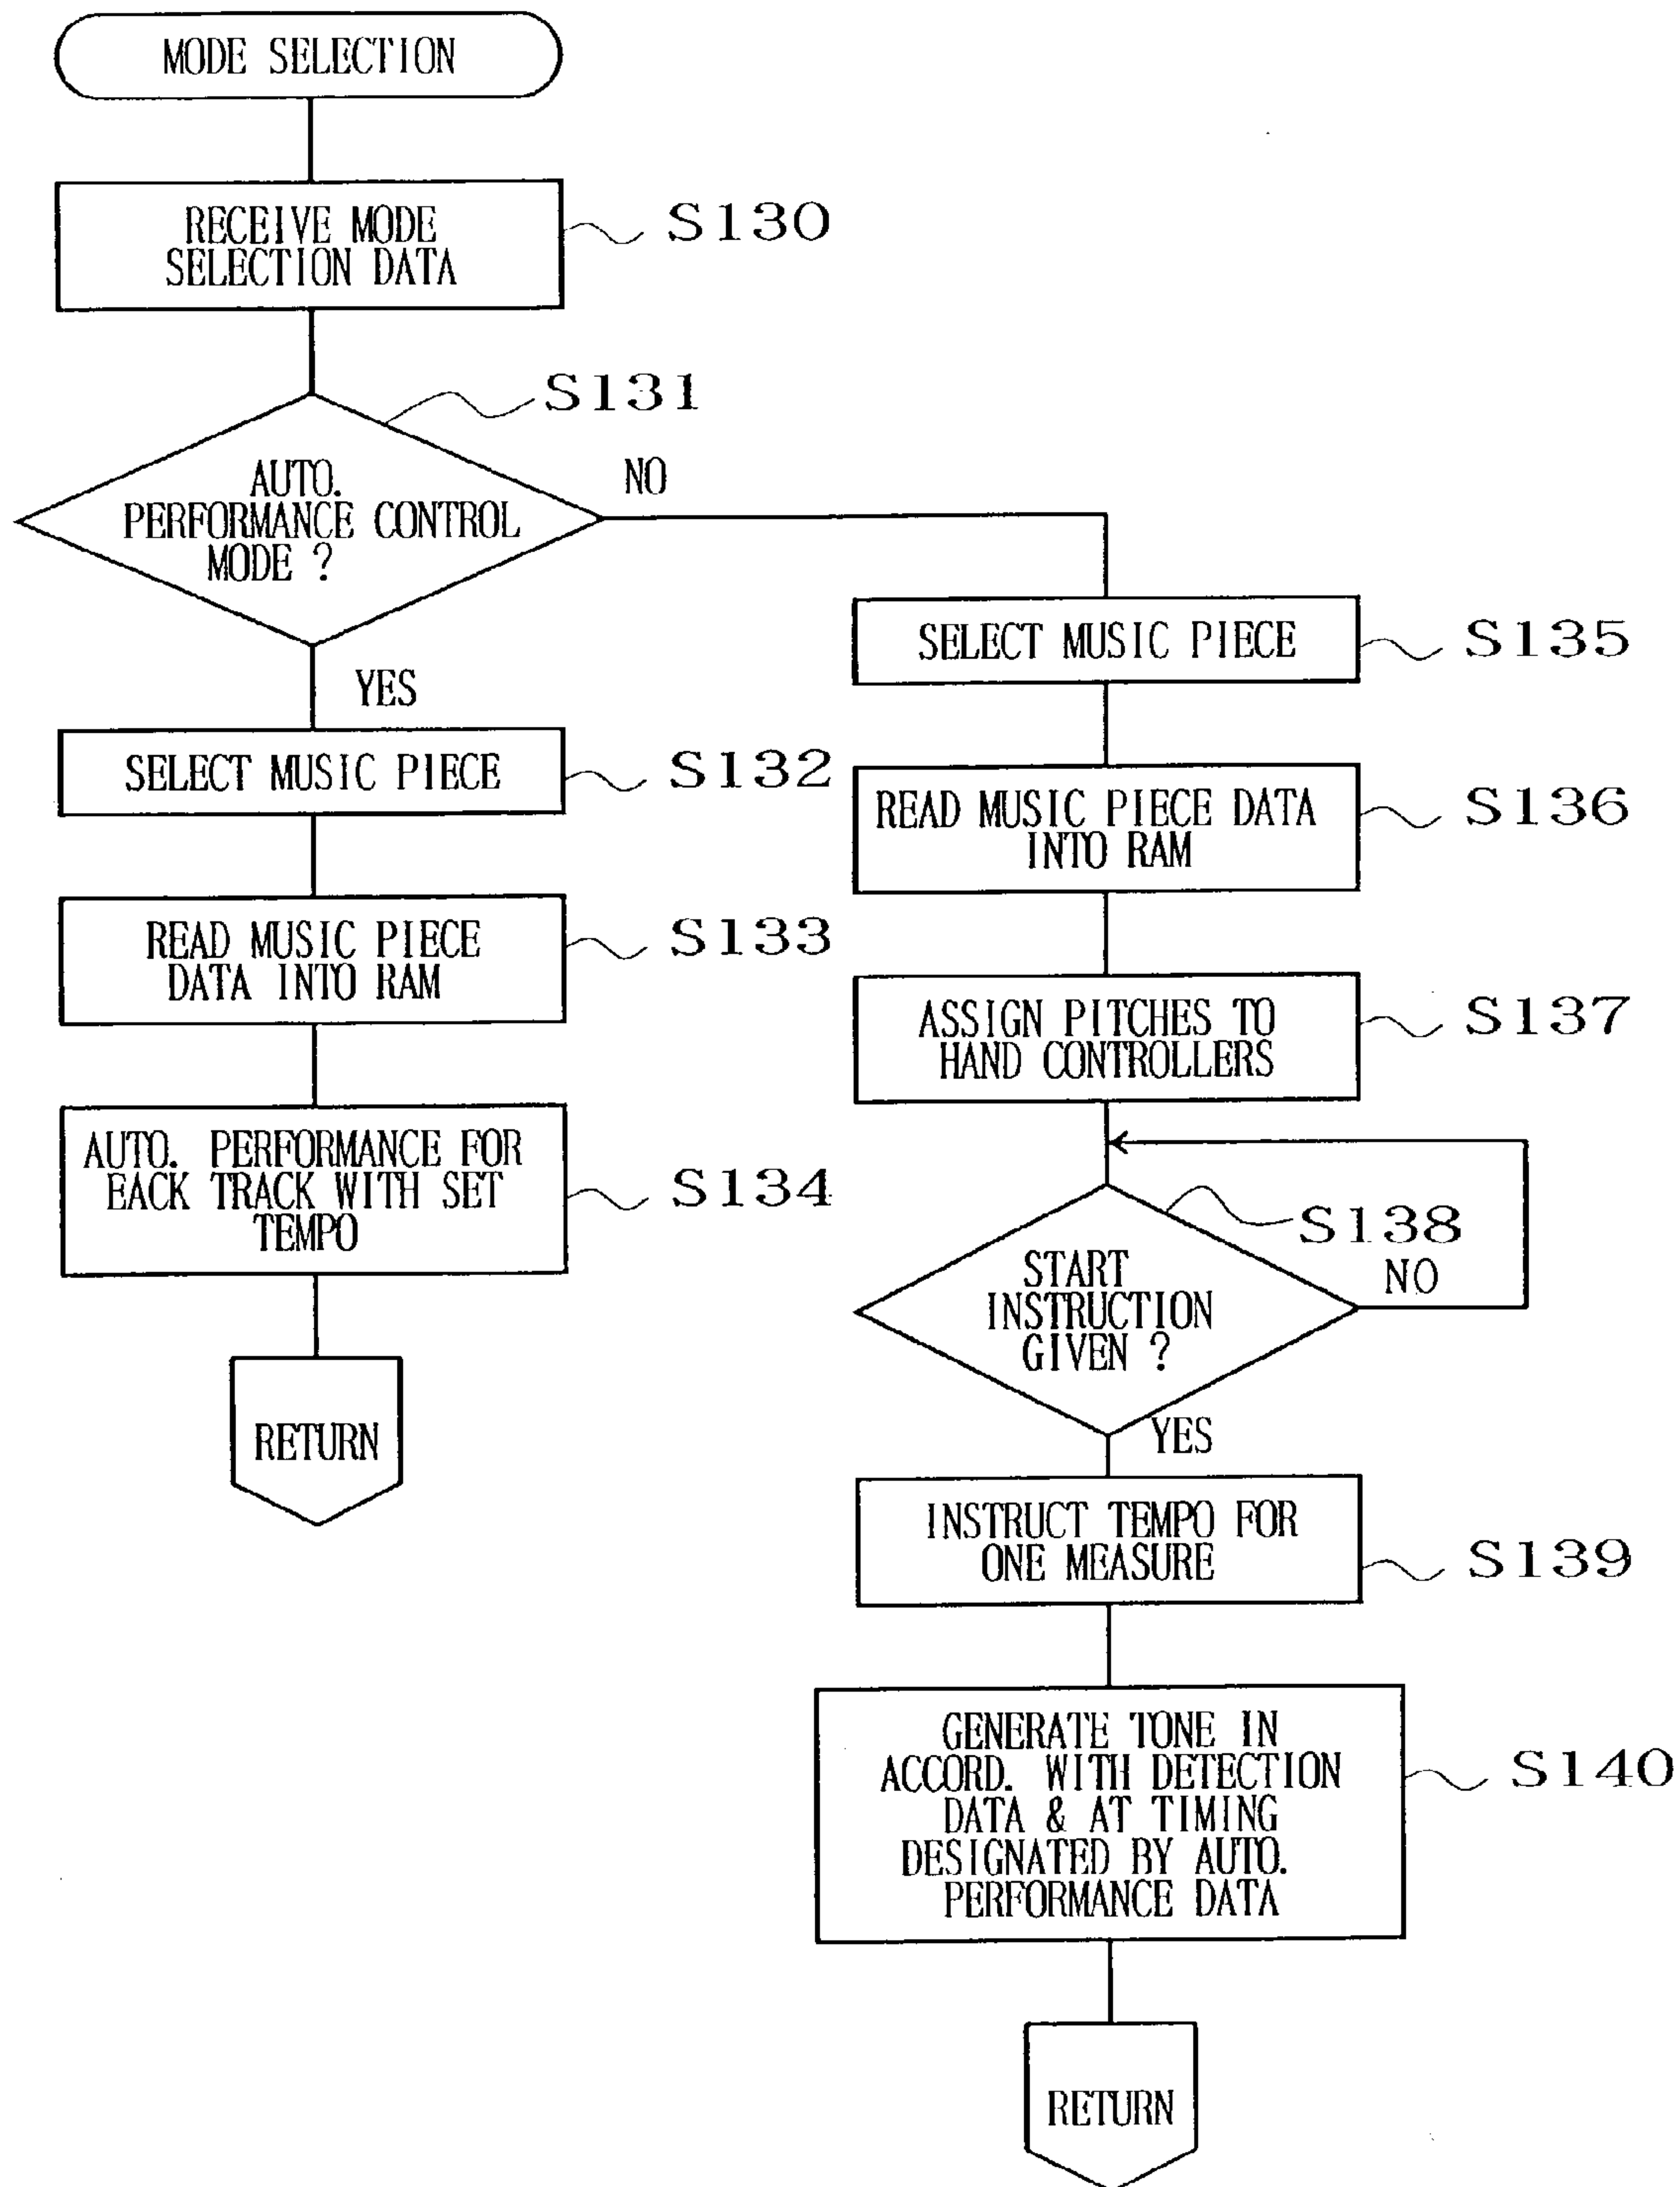 MODE SELECTION
RECEIVE MODE
SELECTION DATA
S130
S131
AUTO.
PERFORMANCE CONTROL
MODE ?
NO
YES
SELECT MUSIC PIECE
S132
READ MUSIC PIECE
DATA INTO RAM
S133
AUTO. PERFORMANCE FOR
EACK TRACK WITH SET
TEMPO
S134
RETURN
SELECT MUSIC PIECE
S135
READ MUSIC PIECE DATA
INTO RAM
S136
ASSIGN PITCHES TO
HAND CONTROLLERS
S137
S138
START
INSTRUCTION
GIVEN ?
NO
YES
INSTRUCT TEMPO FOR
ONE MEASURE
S139
GENERATE TONE IN
ACCORD. WITH DETECTION
DATA & AT TIMING
DESIGNATED BY AUTO.
PERFORMANCE DATA
S140
RETURN